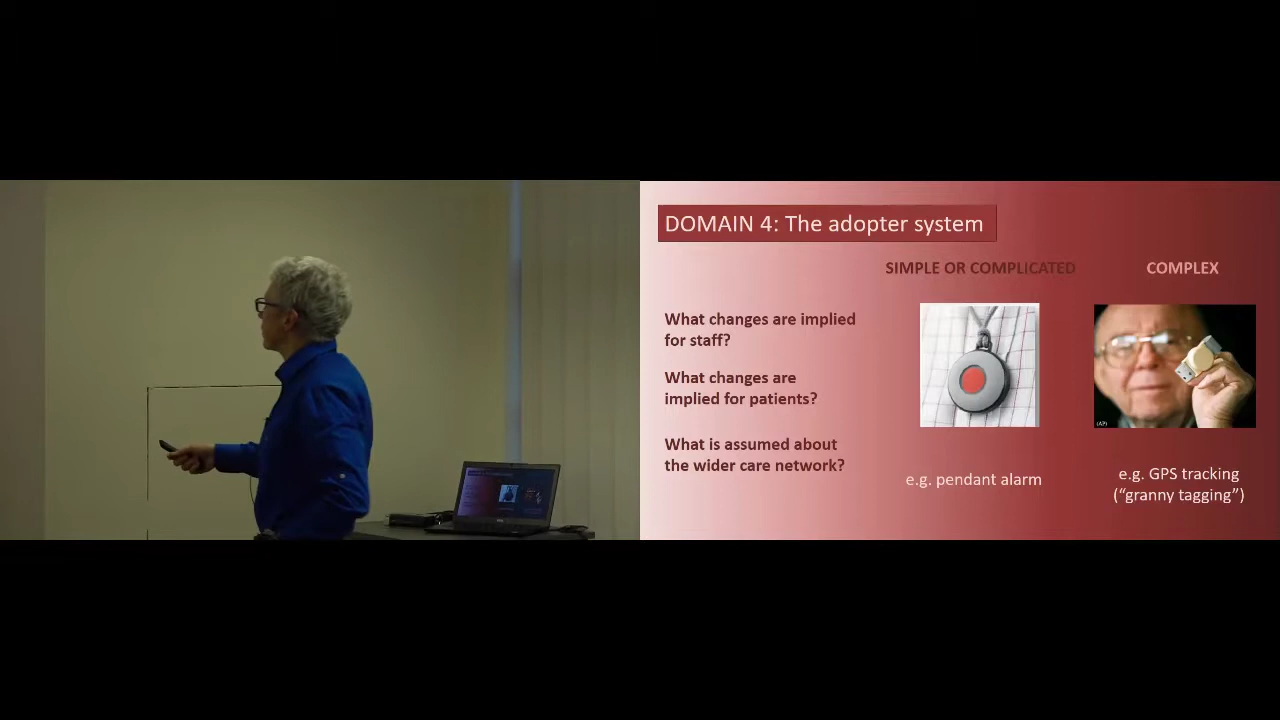 DOMAIN 4: The adopter system
SIMPLE OR COMPLICATED
COMPLEX
What changes are implied
for staff?
What changes are
implied for patients?
What is assumed about
the wider care network?
(AP)
e.g. pendant alarm
e.g. GPS tracking
(“granny tagging”)